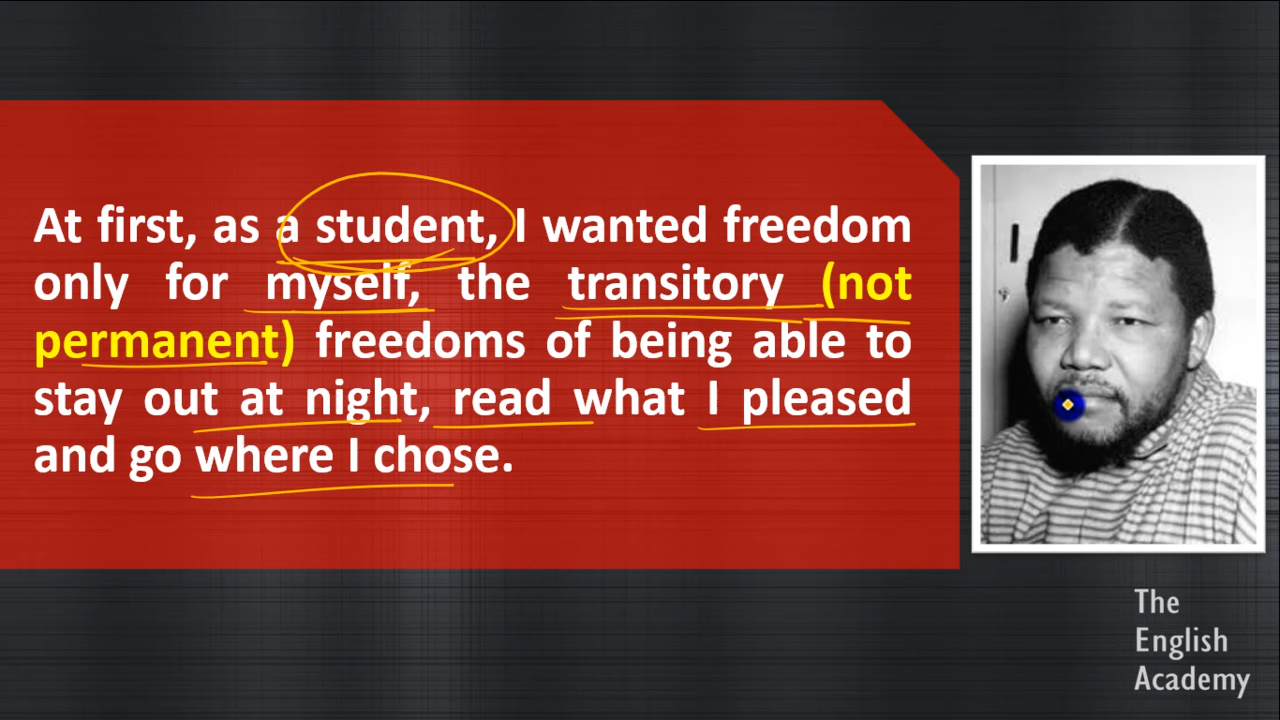 At first, as a student, I wanted freedom
only for myself, the transitory (not
permanent) freedoms of being able to
stay out at night, read what I pleased
and go where I chose.
The
English
Academy